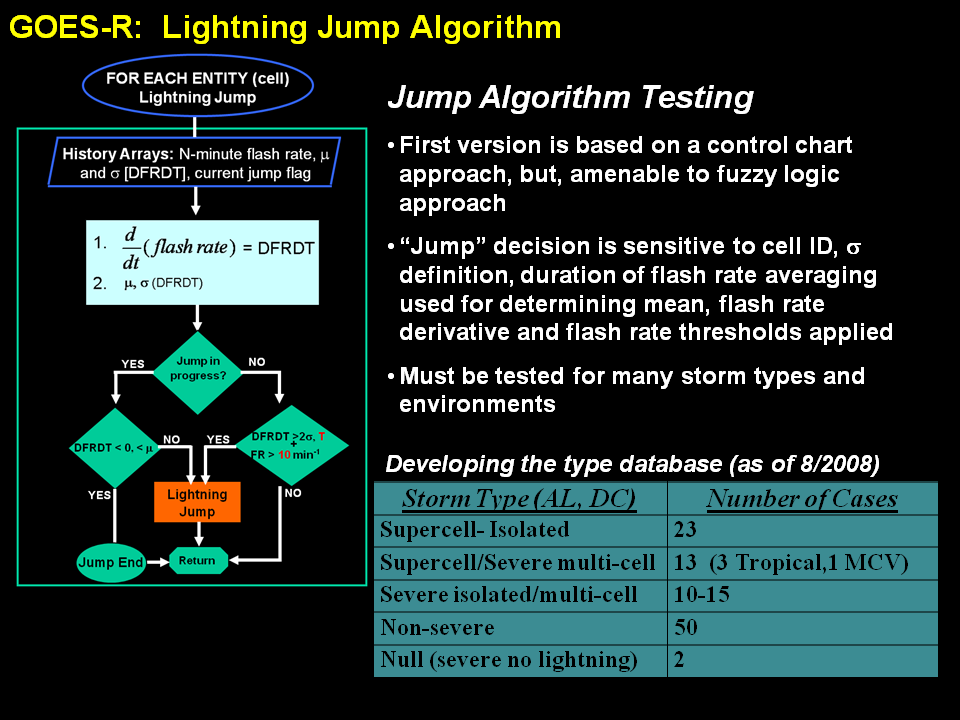 GOES-R: Lightning Jump Algorithm
FOR EACH ENTITY (cell)
Lightning Jump
History Arrays: N-minute flash rate, μ
and σ [DFRDT], current jump flag
1. d/dt (flash rate) = DFRDT
2. μ, σ (DFRDT)
Jump in
progress?
YES
NO
DFRDT < 0, < μ
NO
YES
DFRDT >2σ, T
+
FR > 10 min-1
YES
NO
Lightning
Jump
Jump End
Return
Jump Algorithm Testing
• First version is based on a control chart
approach, but, amenable to fuzzy logic
approach
• “Jump” decision is sensitive to cell ID, σ
definition, duration of flash rate averaging
used for determining mean, flash rate
derivative and flash rate thresholds applied
• Must be tested for many storm types and
environments
Developing the type database (as of 8/2008)
Storm Type (AL, DC) Number of Cases
Supercell- Isolated 23
Supercell/Severe multi-cell 13 (3 Tropical,1 MCV)
Severe isolated/multi-cell 10-15
Non-severe 50
Null (severe no lightning) 2